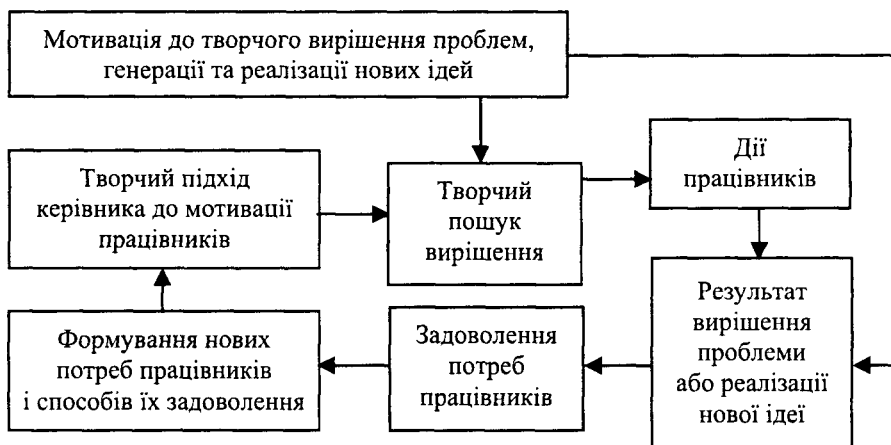 Мотивація до творчого вирішення проблем,
генерації та реалізації нових ідей
Творчий підхід
керівника до мотивації
працівників
Творчий
пошук
вирішення
Дії
працівників
Формування нових
потреб працівників
і способів їх задоволення
Задоволення
потреб
працівників
Результат
вирішення
проблеми
або реалізації
нової ідеї